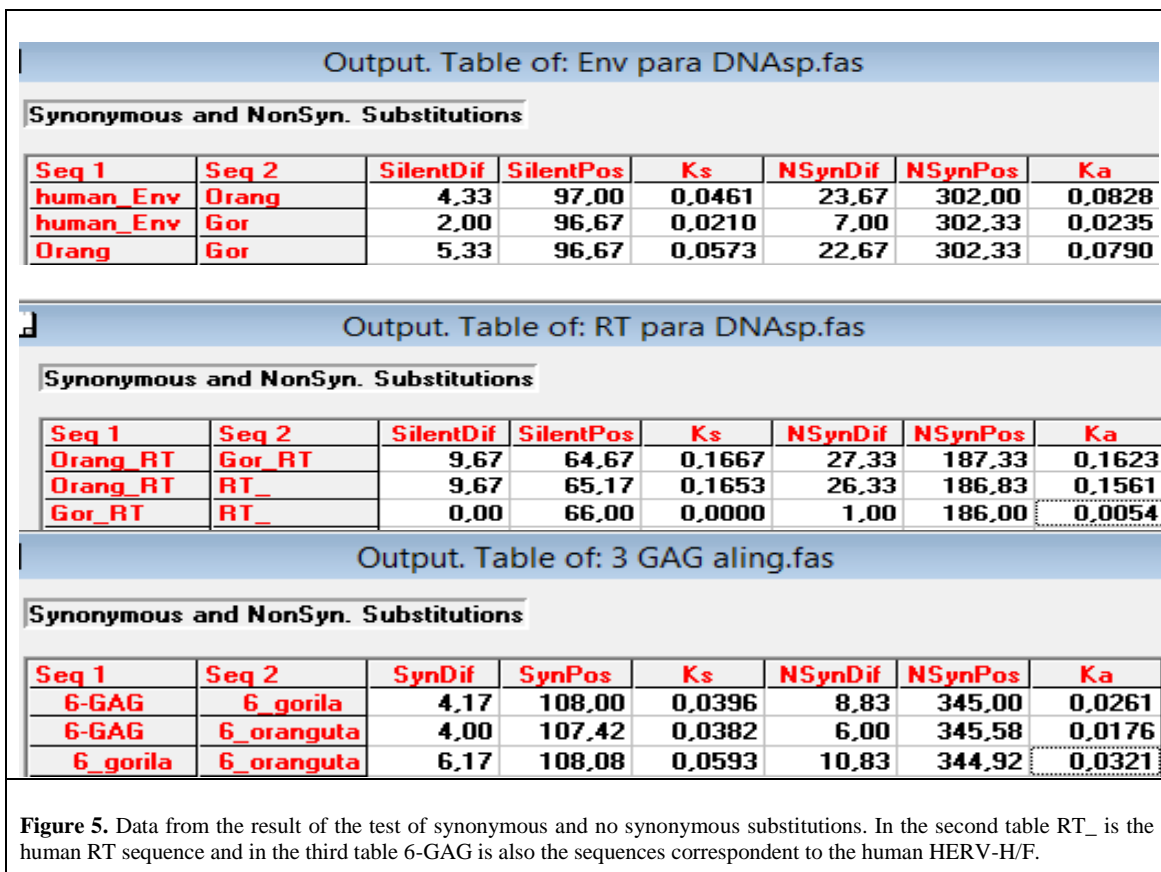 Output. Table of: Env para DNAsp.fas
Synonymous and NonSyn. Substitutions
Seq 1 Seq 2 SilentDif SilentPos Ks NSynDif NSynPos Ka
human_Env Orang 4,33 97,00 0,0461 23,67 302,00 0,0828
human_Env Gor 2,00 96,67 0,0210 7,00 302,33 0,0235
Orang Gor 5,33 96,67 0,0573 22,67 302,33 0,0790
Output. Table of: RT para DNAsp.fas
Synonymous and NonSyn. Substitutions
Seq 1 Seq 2 SilentDif SilentPos Ks NSynDif NSynPos Ka
Orang_RT Gor_RT 9,67 64,67 0,1667 27,33 187,33 0,1623
Orang_RT RT_ 9,67 65,17 0,1653 26,33 186,83 0,1561
Gor_RT RT_ 0,00 66,00 0,0000 1,00 186,00 0,0054
Output. Table of: 3 GAG aling.fas
Synonymous and NonSyn. Substitutions
Seq 1 Seq 2 SynDif SynPos Ks NSynDif NSynPos Ka
6-GAG 6_gorila 4,17 108,00 0,0396 8,83 345,00 0,0261
6-GAG 6_oranguta 4,00 107,42 0,0382 6,00 345,58 0,0176
6_gorila 6_oranguta 6,17 108,08 0,0593 10,83 344,92 0,0321
Figure 5. Data from the result of the test of synonymous and no synonymous substitutions. In the second table RT_ is the
human RT sequence and in the third table 6-GAG is also the sequences correspondent to the human HERV-H/F.